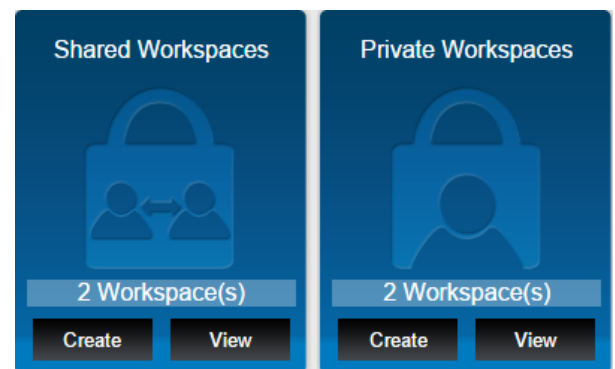 Shared Workspaces
2 Workspace(s)
Create
View
Private Workspaces
2 Workspace(s)
Create
View